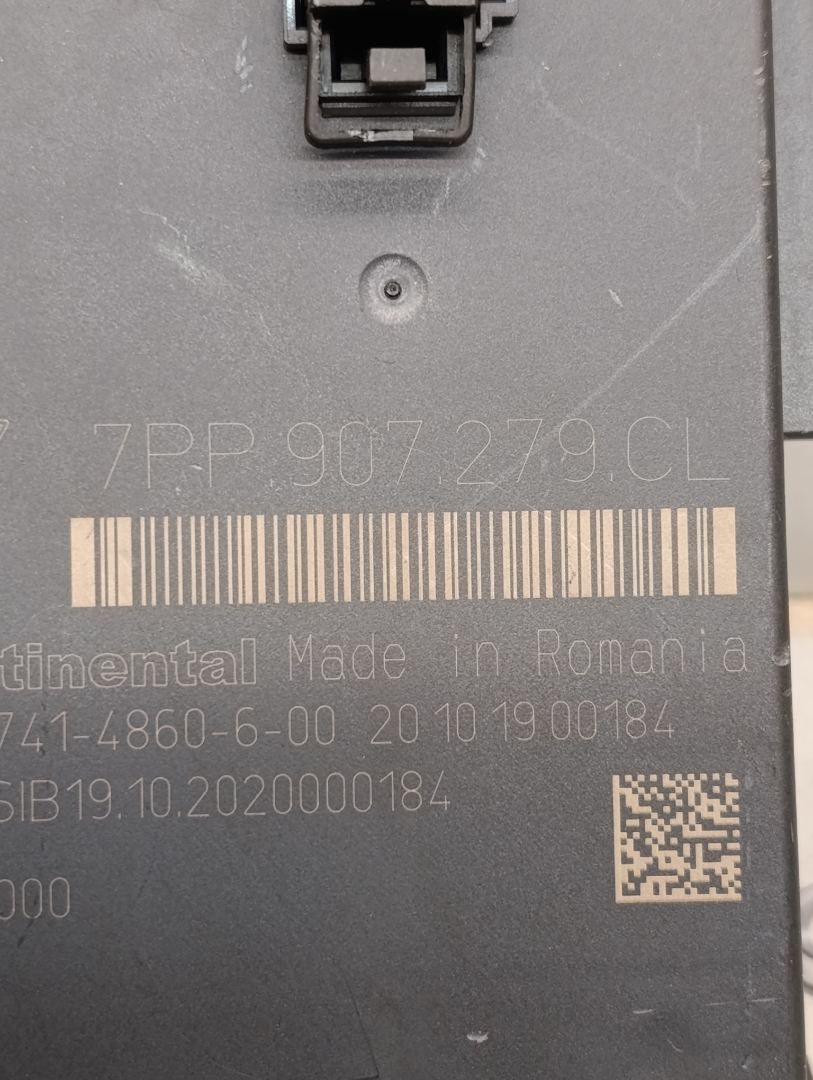 7 7PP.907.279.CL
tinental Made in Romania
741-4860-6-00 20 10 19 00184
SIB19.10.2020000184
000